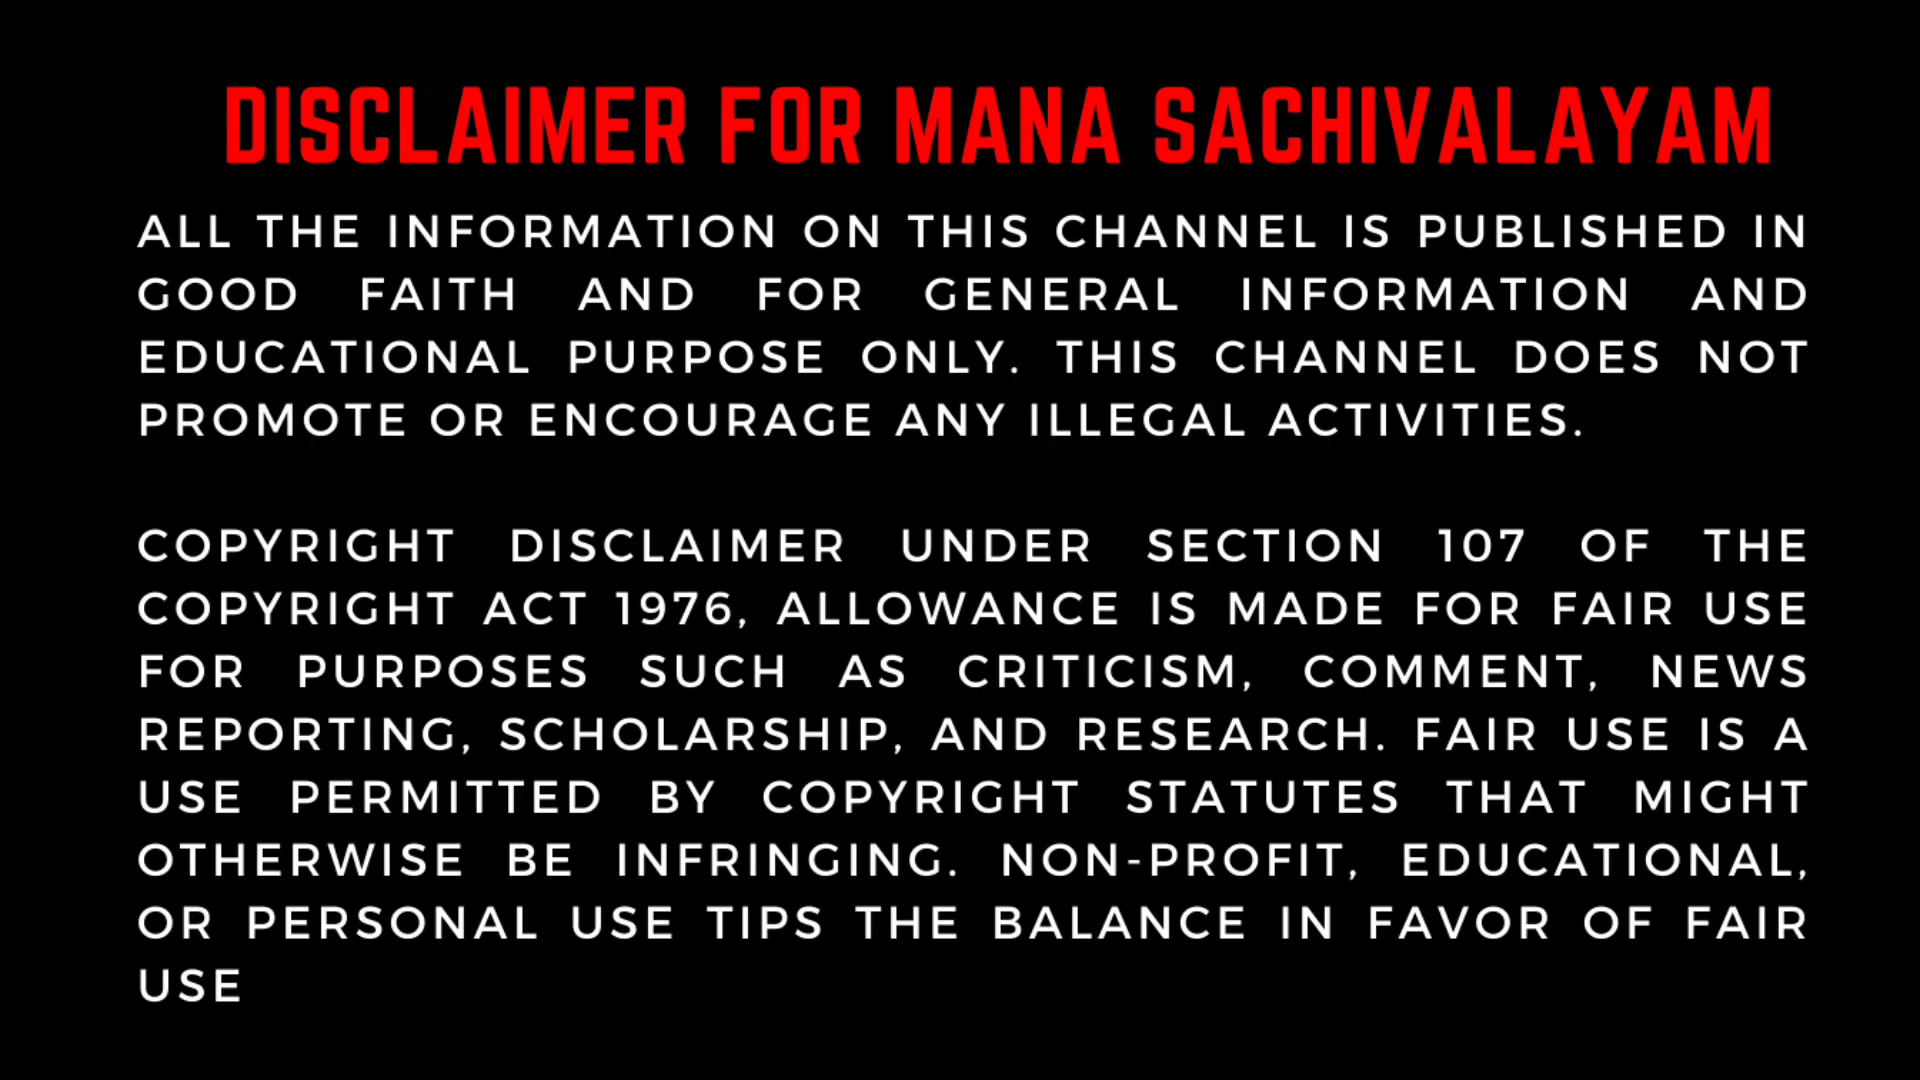 DISCLAIMER FOR MANA SACHIVALAYAM
ALL THE INFORMATION ON THIS CHANNEL IS PUBLISHED IN
GOOD FAITH AND FOR GENERAL INFORMATION AND
EDUCATIONAL PURPOSE ONLY. THIS CHANNEL DOES NOT
PROMOTE OR ENCOURAGE ANY ILLEGAL ACTIVITIES.
COPYRIGHT DISCLAIMER UNDER SECTION 107 OF THE
COPYRIGHT ACT 1976, ALLOWANCE IS MADE FOR FAIR USE
FOR PURPOSES SUCH AS CRITICISM, COMMENT, NEWS
REPORTING, SCHOLARSHIP, AND RESEARCH. FAIR USE IS A
USE PERMITTED BY COPYRIGHT STATUTES THAT MIGHT
OTHERWISE BE INFRINGING. NON-PROFIT, EDUCATIONAL,
OR PERSONAL USE TIPS THE BALANCE IN FAVOR OF FAIR
USE